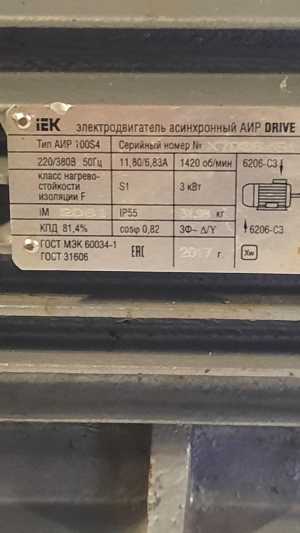 IEK электродвигатель асинхронный АИР DRIVE
Тип АИР 100S4 Серийный номер №
220/380В 50Гц 11,80/6,83А 1420 об/мин 6206-C3
класс нагрево-
стойкости
изоляции F S1 3 кВт
IM 2081 IP55 кг
6206-C3
КПД 81,4% cosφ 0,82 3Ф~ Δ/Y
ГОСТ МЭК 60034-1
ГОСТ 31606 EAC 2017 г.